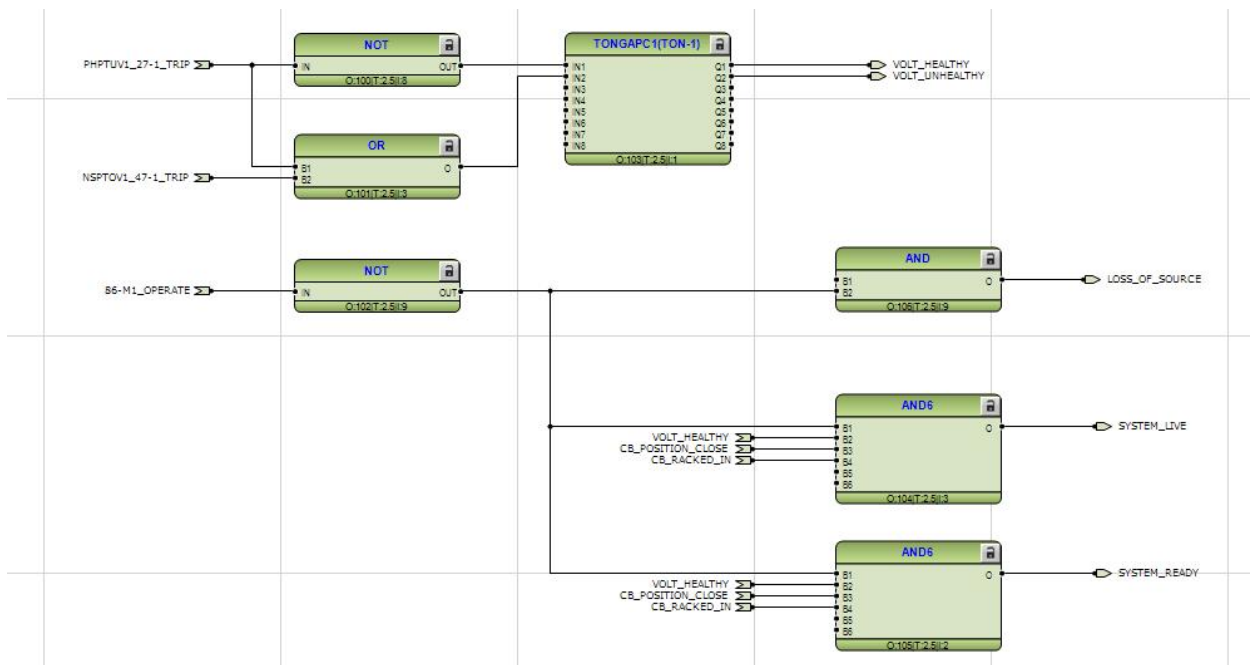 NOT
PHPTUV1_27-1_TRIP
IN
OUT
O:100|T:2.5|I:8
TONGAPC1(TON-1)
IN1
IN2
IN3
IN4
IN5
IN6
IN7
IN8
Q1
Q2
Q3
Q4
Q5
Q6
Q7
Q8
O:103|T:2.5|I:1
VOLT_HEALTHY
VOLT_UNHEALTHY
OR
NSPTOV1_47-1_TRIP
B1
B2
O
O:101|T:2.5|I:3
NOT
86-M1_OPERATE
IN
OUT
O:102|T:2.5|I:9
AND
B1
B2
O
O:106|T:2.5|I:9
LOSS_OF_SOURCE
AND6
VOLT_HEALTHY
CB_POSITION_CLOSE
CB_RACKED_IN
B1
B2
B3
B4
B5
B6
O
O:104|T:2.5|I:3
SYSTEM_LIVE
AND6
VOLT_HEALTHY
CB_POSITION_CLOSE
CB_RACKED_IN
B1
B2
B3
B4
B5
B6
O
O:105|T:2.5|I:2
SYSTEM_READY